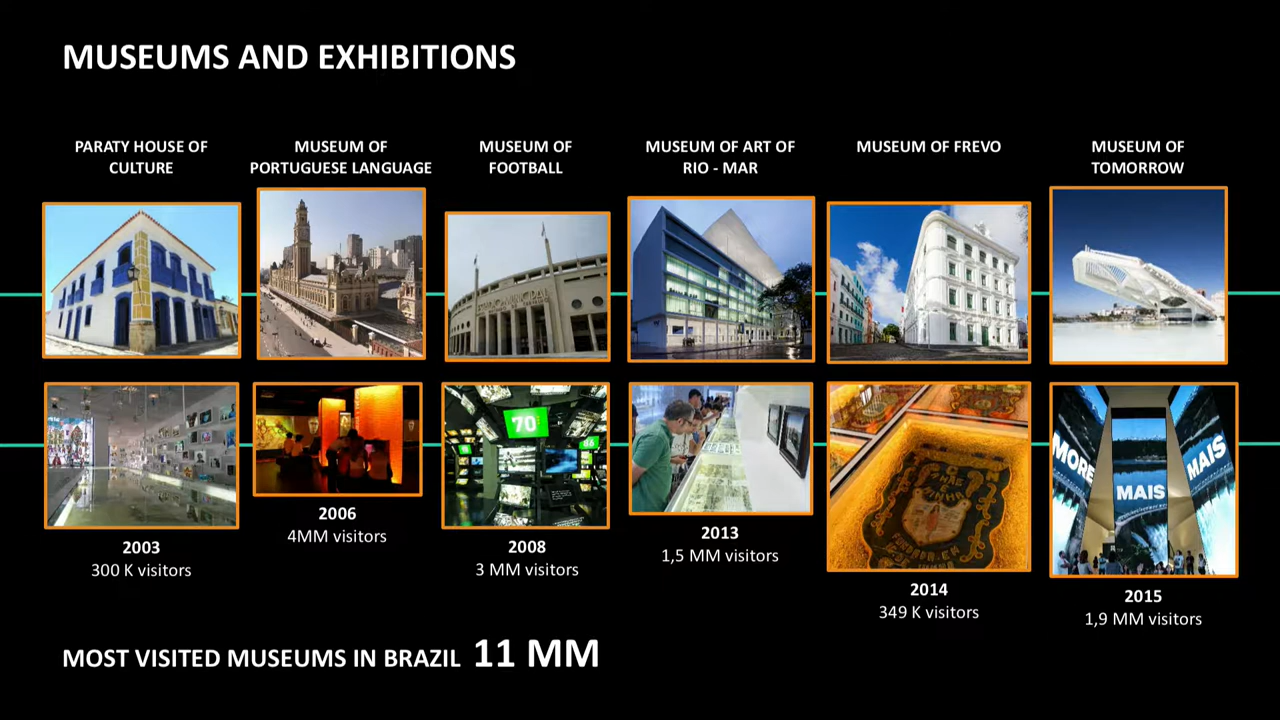 MUSEUMS AND EXHIBITIONS
PARATY HOUSE OF
CULTURE
MUSEUM OF
PORTUGUESE LANGUAGE
MUSEUM OF
FOOTBALL
MUSEUM OF ART OF
RIO - MAR
MUSEUM OF FREVO
MUSEUM OF
TOMORROW
70
MORE
MAIS
MAIS
2003
300 K visitors
2006
4MM visitors
2008
3 MM visitors
2013
1,5 MM visitors
2014
349 K visitors
2015
1,9 MM visitors
MOST VISITED MUSEUMS IN BRAZIL 11 MM